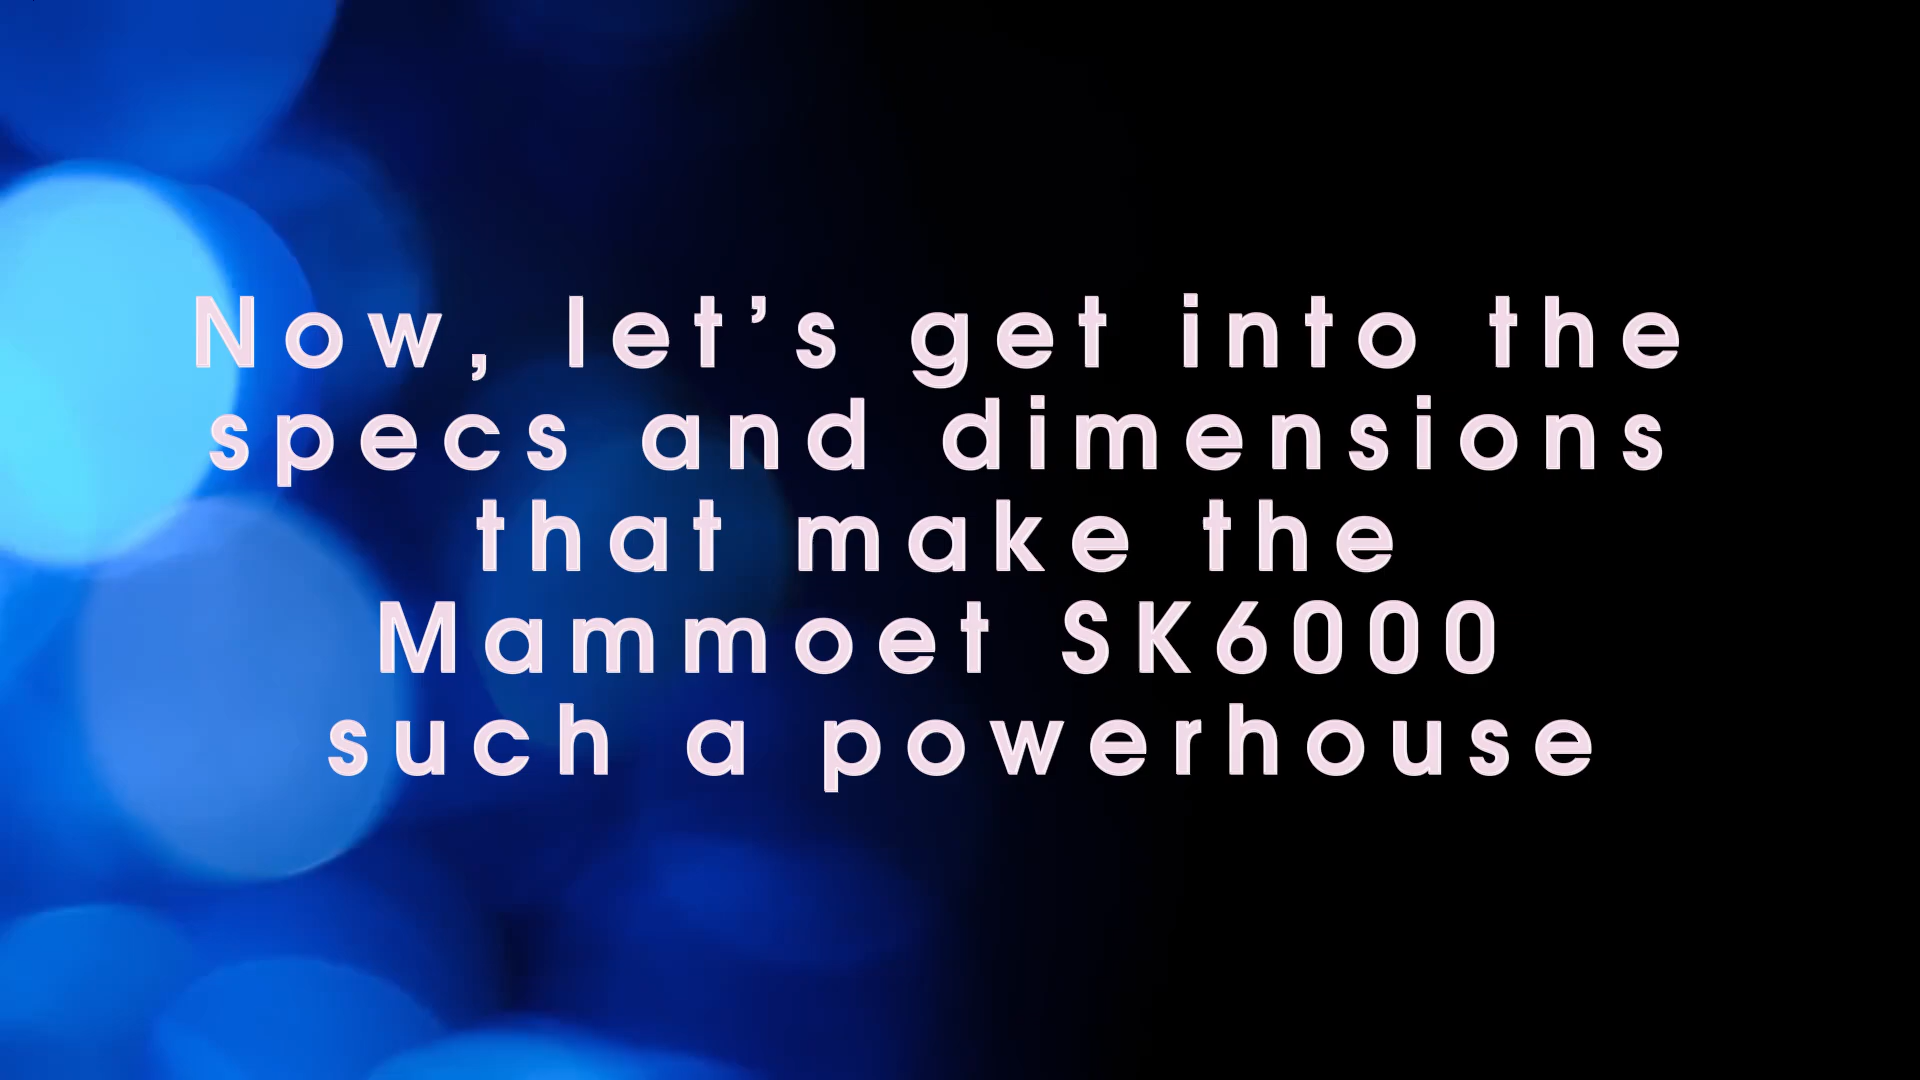 Now, let’s get into the
specs and dimensions
that make the
Mammoet SK6000
such a powerhouse